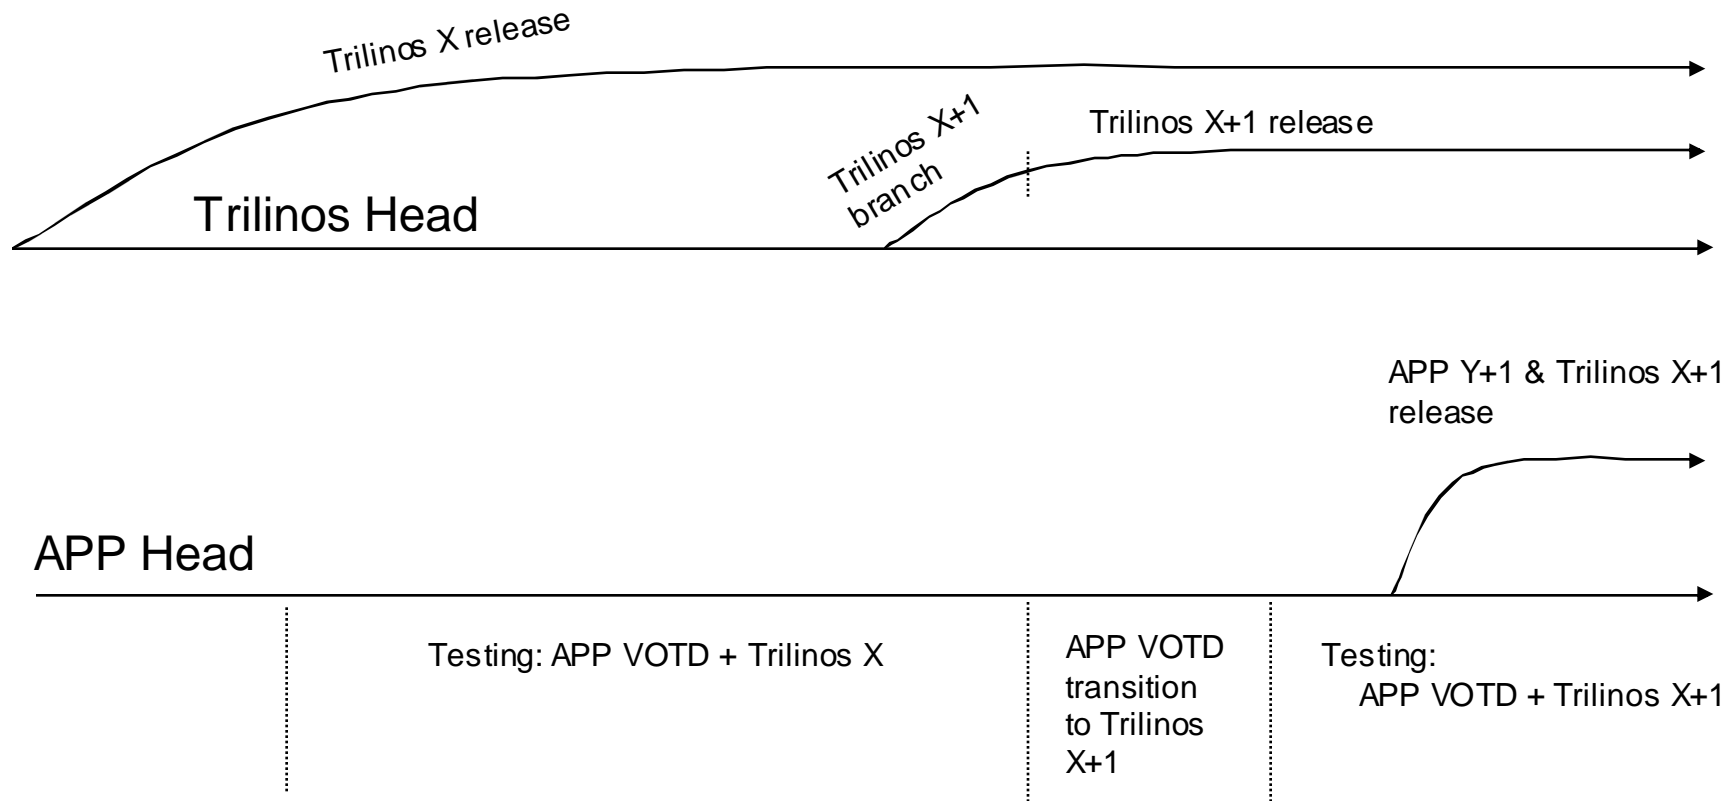 Trilinos X release
Trilinos X+1
branch
Trilinos X+1 release
Trilinos Head
APP Y+1 & Trilinos X+1
release
APP Head
Testing: APP VOTD + Trilinos X
APP VOTD
transition
to Trilinos
X+1
Testing:
APP VOTD + Trilinos X+1